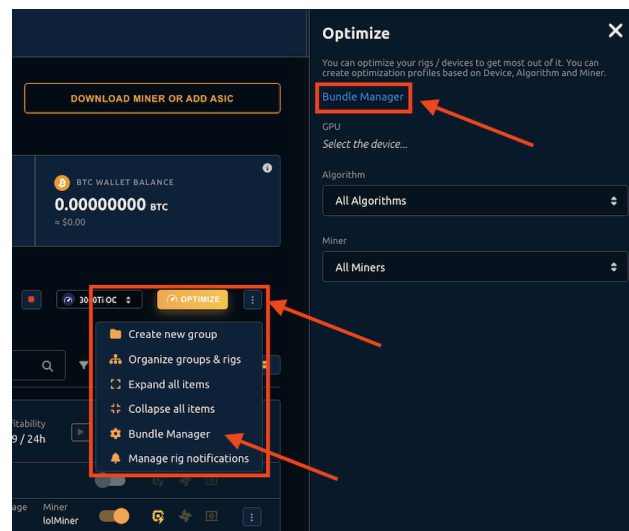 DOWNLOAD MINER OR ADD ASIC
BTC WALLET BALANCE
0.00000000 BTC
≈ $0.00
OPTIMIZE
Create new group
Organize groups & rigs
Expand all items
Collapse all items
Bundle Manager
Manage rig notifications
9 / 24h
Miner
lolMiner
Optimize
You can optimize your rigs / devices to get most out of it. You can
create optimization profiles based on Device, Algorithm and Miner.
Bundle Manager
GPU
Select the device...
Algorithm
All Algorithms
Miner
All Miners